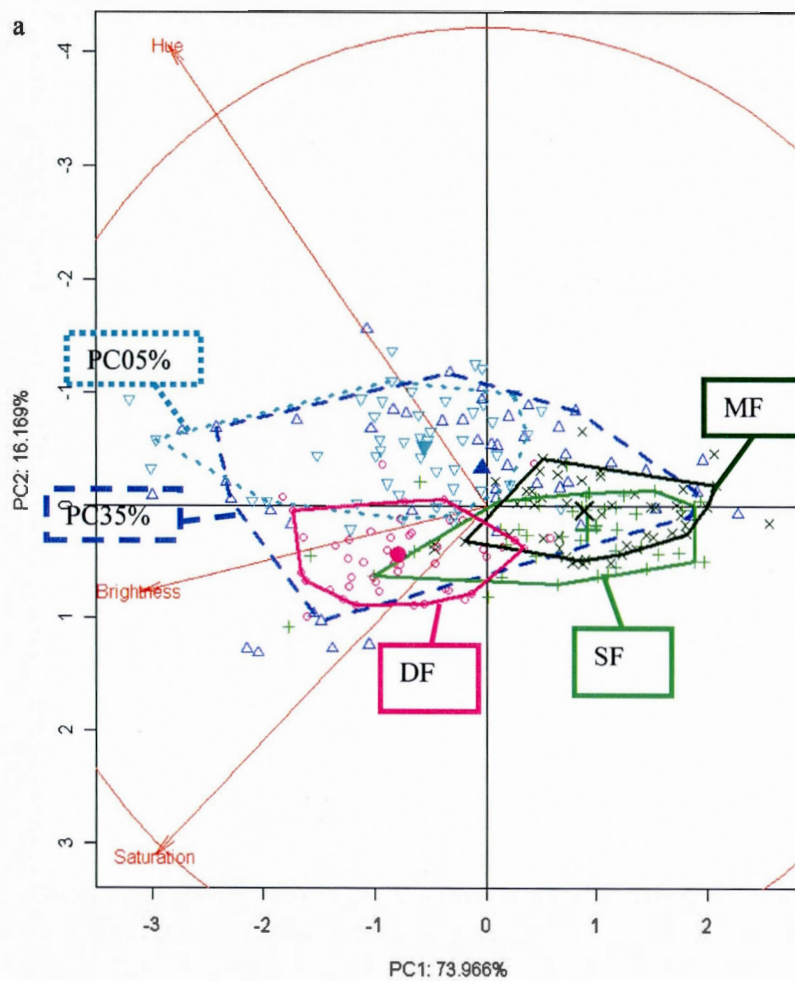 a
-4
Hue
-3
-2
PC05%
-1
MF
PC2: 16.169%
0
PC35%
Brightness
1
DF
SF
2
3
Saturation
-3
-2
-1
0
1
2
PC1: 73.966%